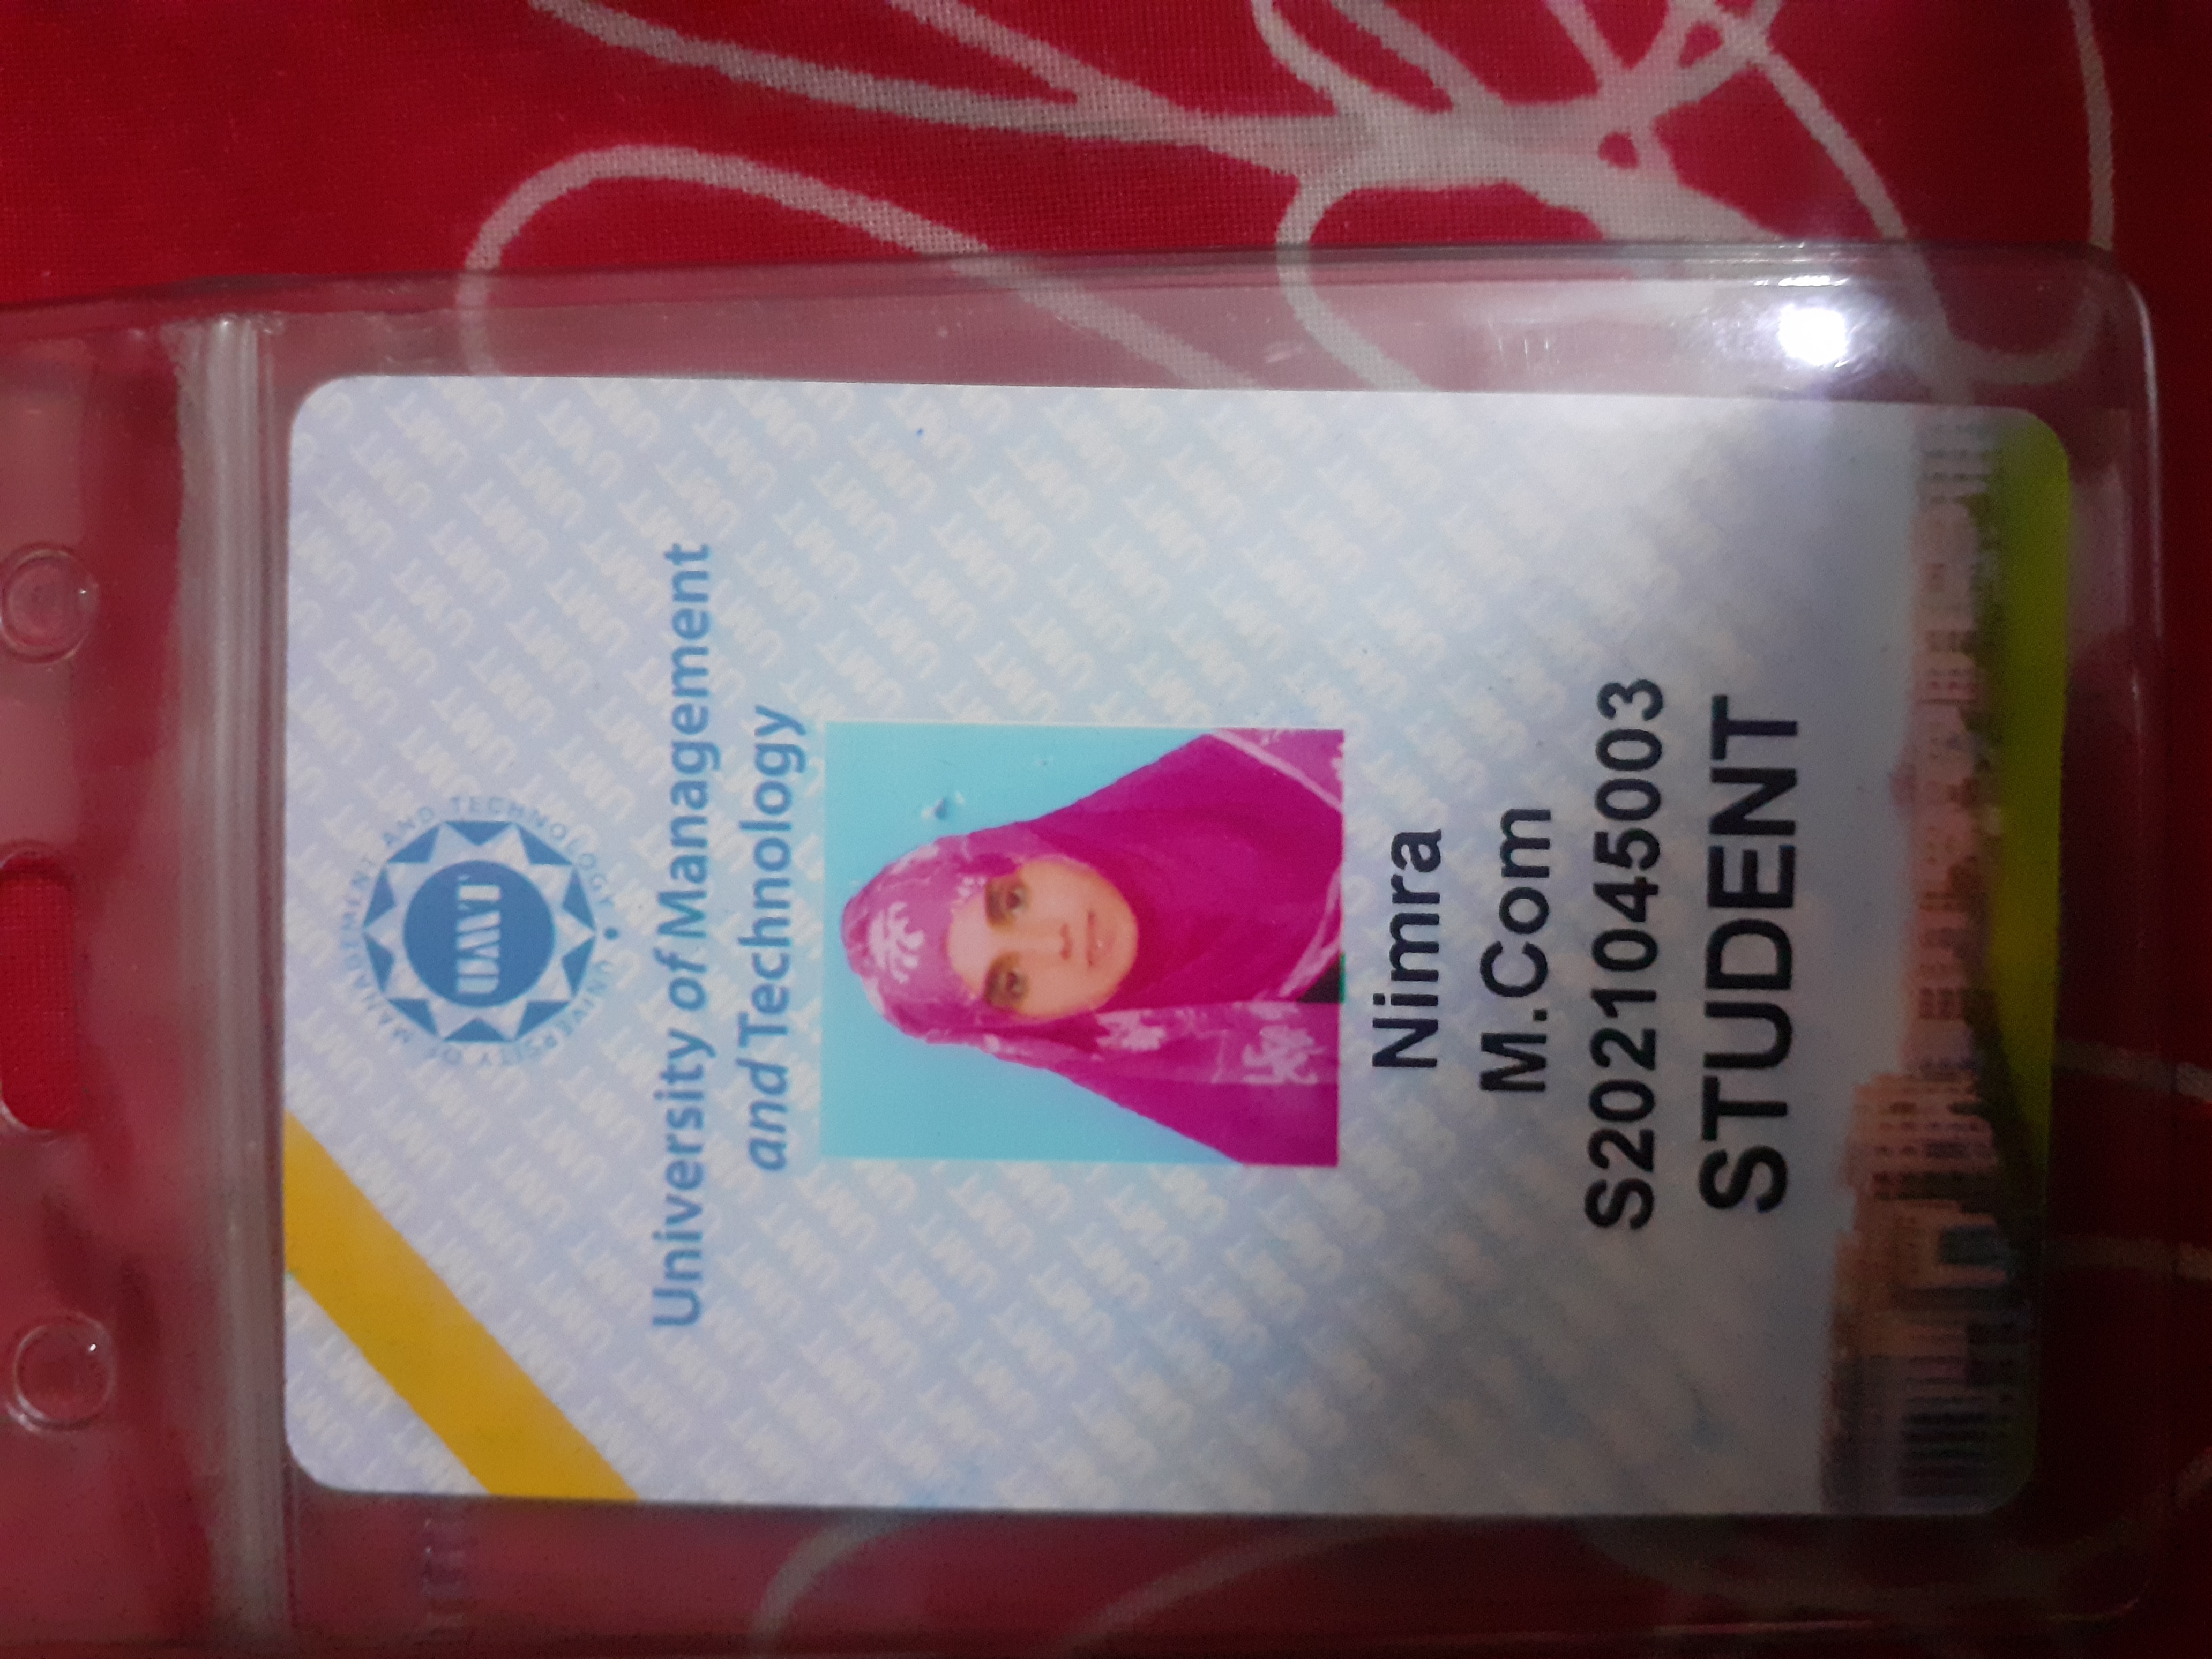 UNIVERSITY OF MANAGEMENT AND TECHNOLOGY
UMT
University of Management
and Technology
Nimra
M.Com
S2021045003
STUDENT